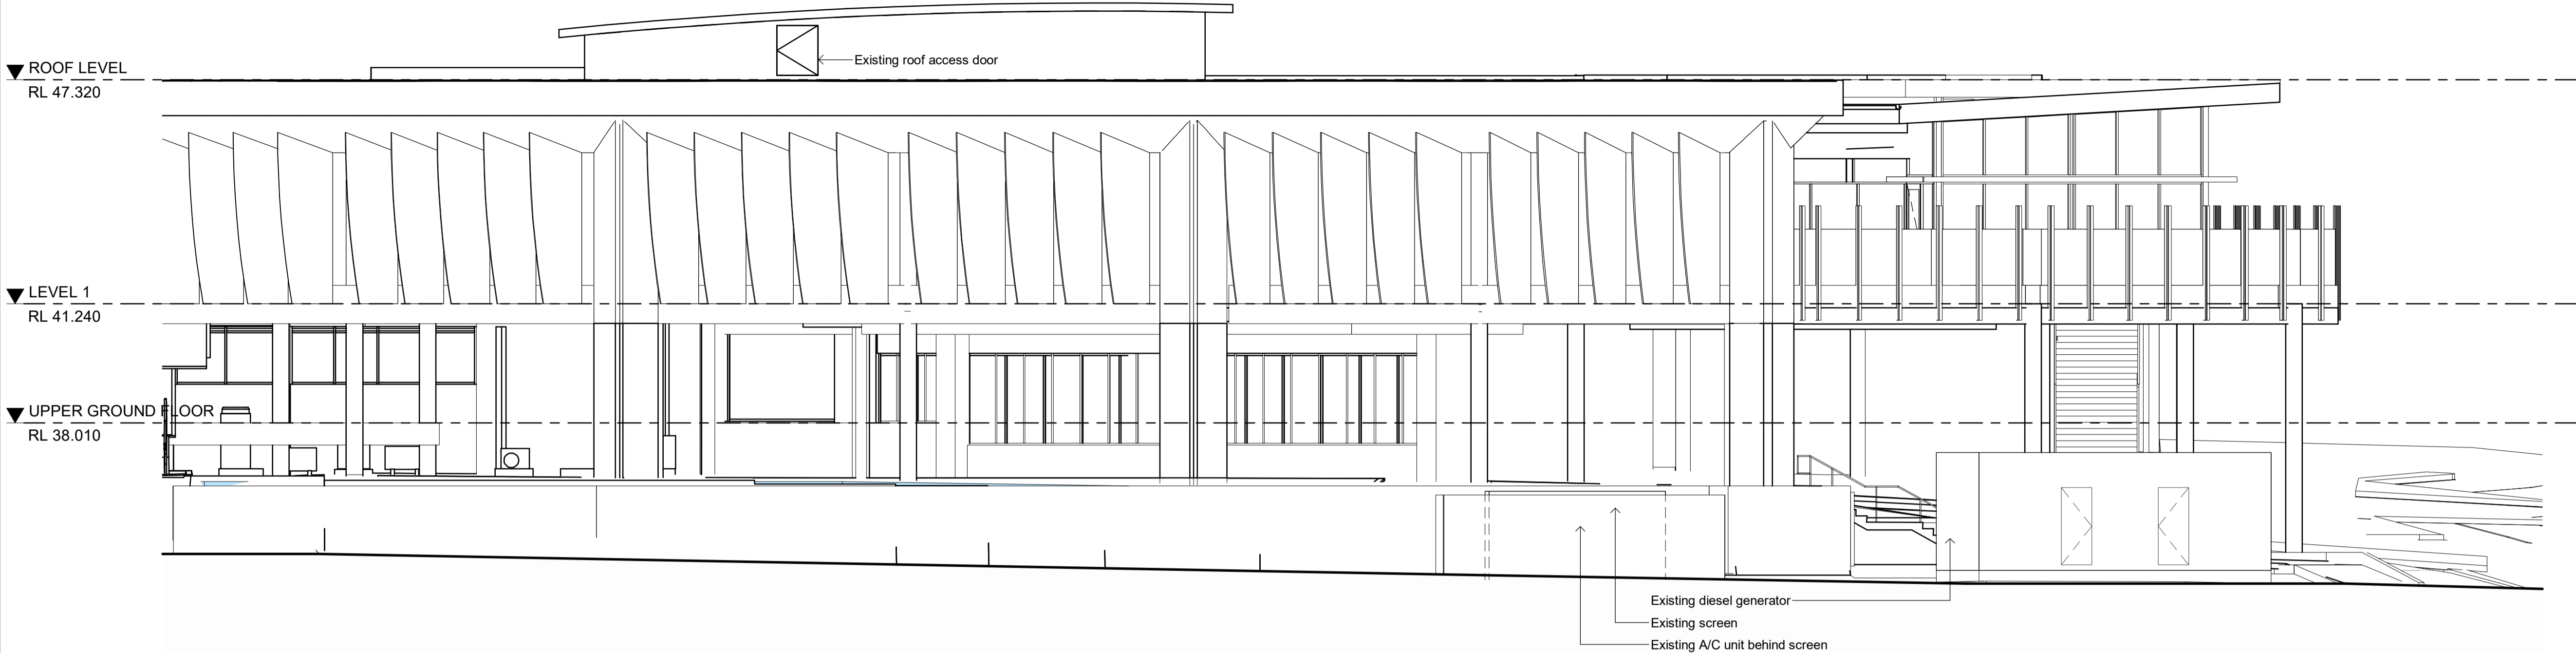 Existing roof access door
ROOF LEVEL
RL 47.320
LEVEL 1
RL 41.240
UPPER GROUND FLOOR
RL 38.010
Existing diesel generator
Existing screen
Existing A/C unit behind screen